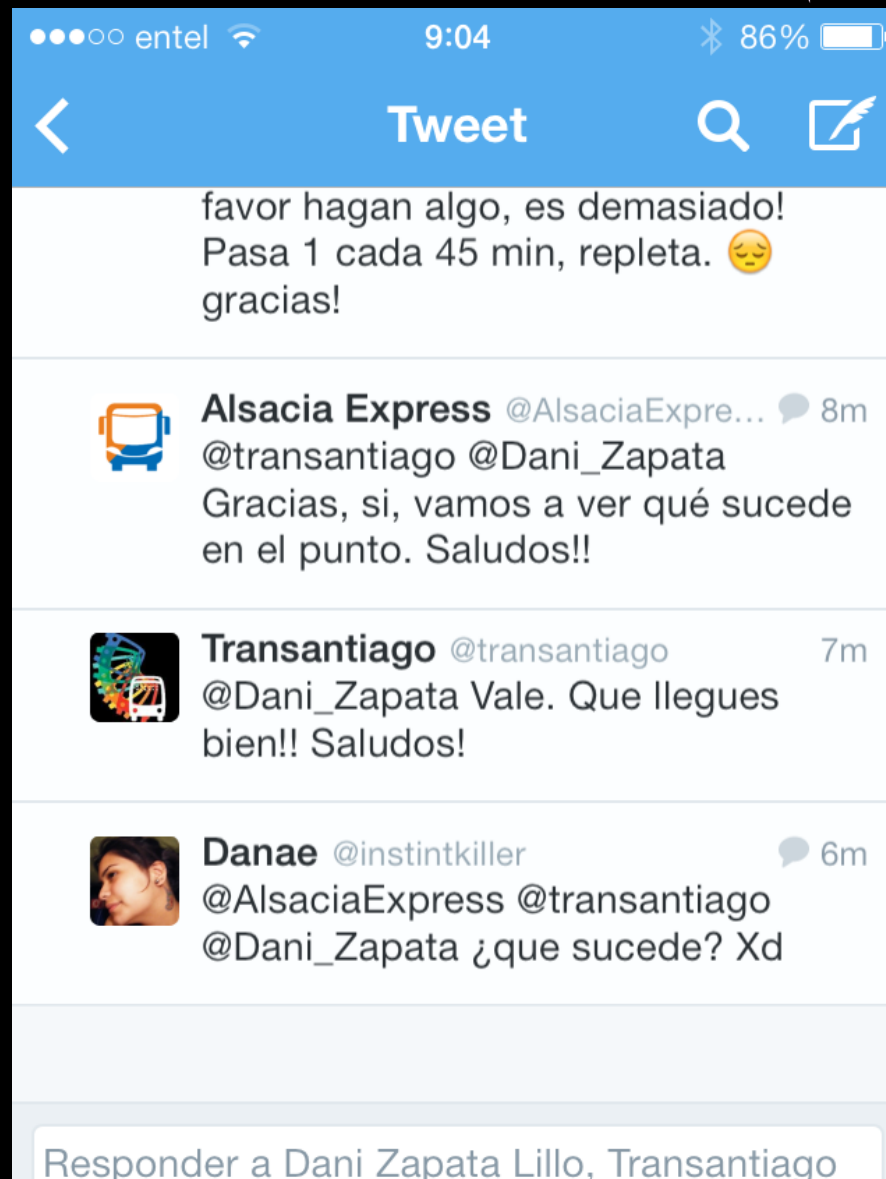 entel 9:04 86%
Tweet
favor hagan algo, es demasiado!
Pasa 1 cada 45 min, repleta. 😔
gracias!
Alsacia Express @AlsaciaExpre... 8m
@transantiago @Dani_Zapata
Gracias, si, vamos a ver qué sucede
en el punto. Saludos!!
Transantiago @transantiago 7m
@Dani_Zapata Vale. Que llegues
bien!! Saludos!
Danae @instintkiller 6m
@AlsaciaExpress @transantiago
@Dani_Zapata ¿que sucede? Xd
Responder a Dani Zapata Lillo, Transantiago